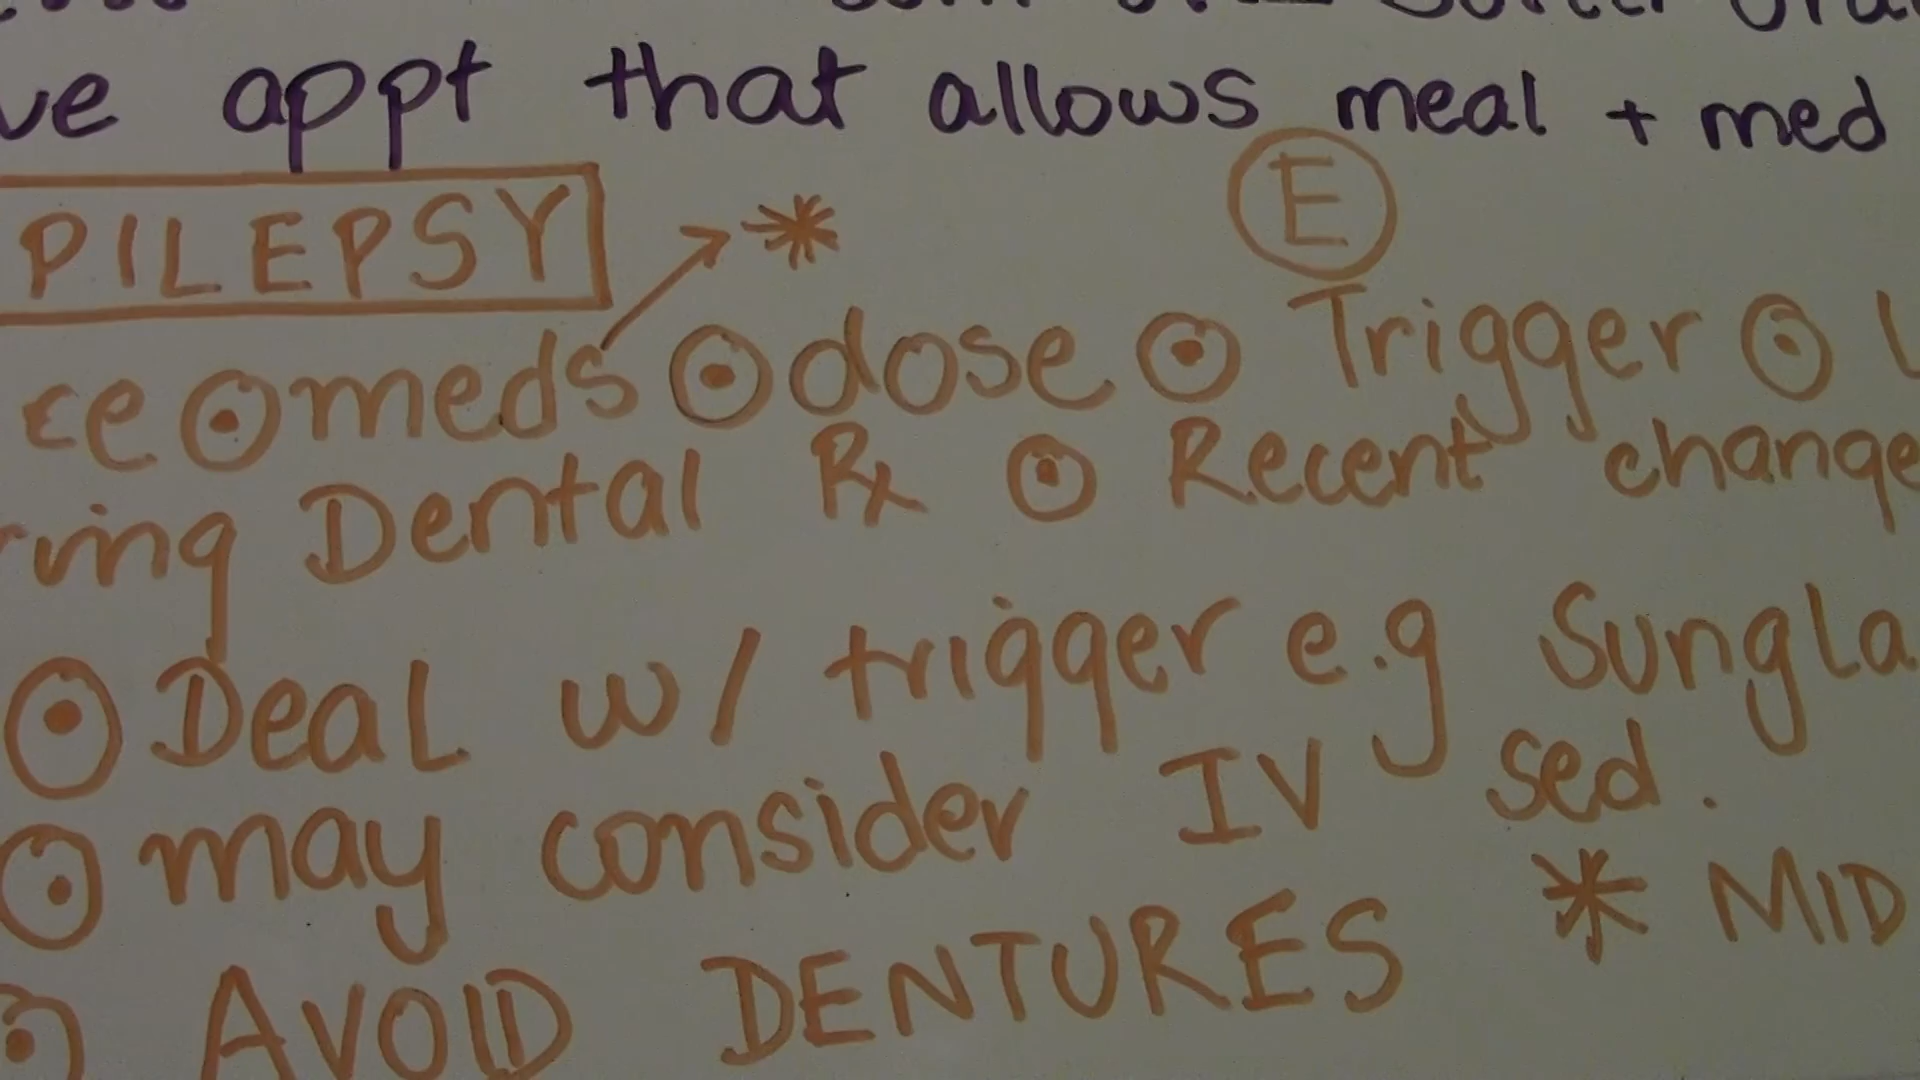 ve appt that allows meal + med
E
PILEPSY *
ce meds dose Trigger
ring Dental Rx Recent change
Deal w/ trigger e.g Sungla
may consider IV sed.
* MID
AVOID DENTURES